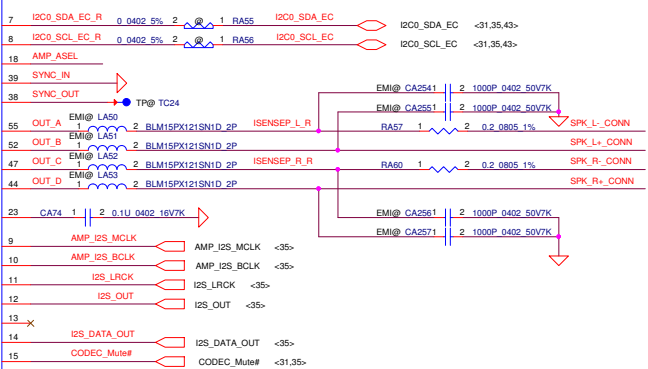 7 I2C0_SDA_EC_R 0_0402_5% 2 @ 1 RA55 I2C0_SDA_EC I2C0_SDA_EC <31,35,43>
8 I2C0_SCL_EC_R 0_0402_5% 2 @ 1 RA56 I2C0_SCL_EC I2C0_SCL_EC <31,35,43>
18 AMP_ASEL
39 SYNC_IN
38 SYNC_OUT TP@ TC24
EMI@ CA2541 2 1000P_0402_50V7K
EMI@ CA2551 2 1000P_0402_50V7K
EMI@ LA50
55 OUT_A 1 2 BLM15PX121SN1D_2P ISENSEP_L_R RA57 1 2 0.2_0805_1% SPK_L-_CONN
EMI@ LA51
52 OUT_B 1 2 BLM15PX121SN1D_2P SPK_L+_CONN
EMI@ LA52
47 OUT_C 1 2 BLM15PX121SN1D_2P ISENSEP_R_R RA60 1 2 0.2_0805_1% SPK_R-_CONN
EMI@ LA53
44 OUT_D 1 2 BLM15PX121SN1D_2P SPK_R+_CONN
23 CA74 1 2 0.1U_0402_16V7K
EMI@ CA2561 2 1000P_0402_50V7K
EMI@ CA2571 2 1000P_0402_50V7K
9 AMP_I2S_MCLK AMP_I2S_MCLK <35>
10 AMP_I2S_BCLK AMP_I2S_BCLK <35>
11 I2S_LRCK I2S_LRCK <35>
12 I2S_OUT I2S_OUT <35>
13
14 I2S_DATA_OUT I2S_DATA_OUT <35>
15 CODEC_Mute# CODEC_Mute# <31,35>